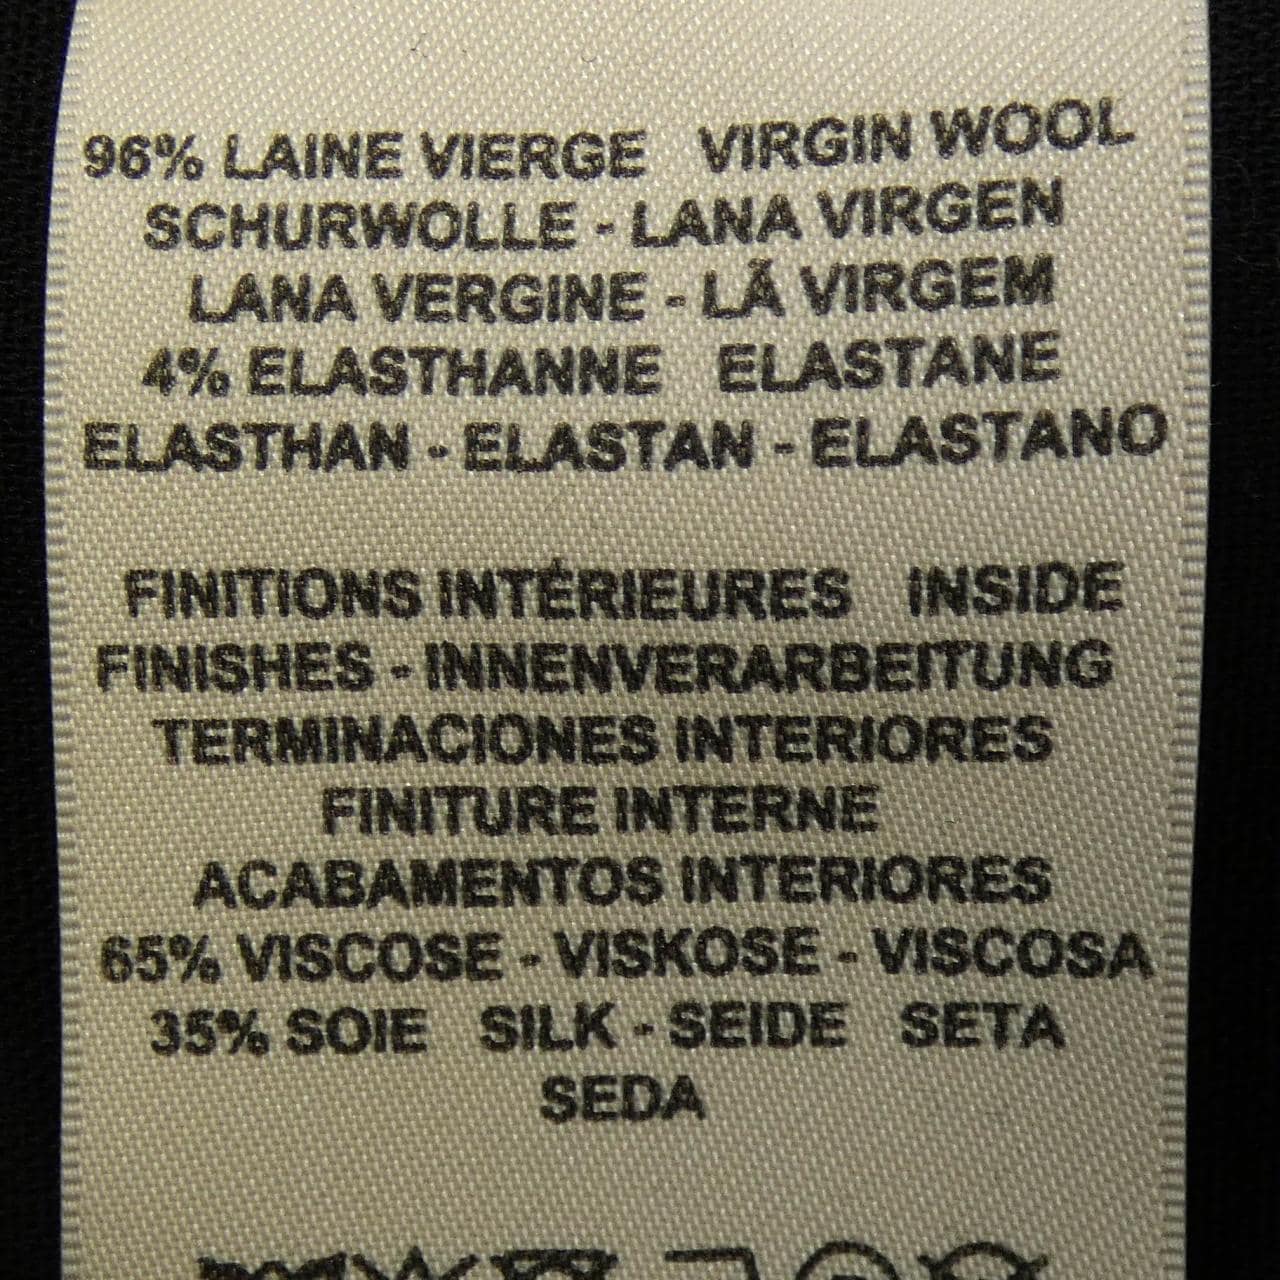 96% LAINE VIERGE VIRGIN WOOL
SCHURWOLLE - LANA VIRGEN
LANA VERGINE - LÃ VIRGEM
4% ELASTHANNE ELASTANE
ELASTHAN - ELASTAN - ELASTANO
FINITIONS INTÉRIEURES INSIDE
FINISHES - INNENVERARBEITUNG
TERMINACIONES INTERIORES
FINITURE INTERNE
ACABAMENTOS INTERIORES
65% VISCOSE - VISKOSE - VISCOSA
35% SOIE SILK - SEIDE SETA
SEDA